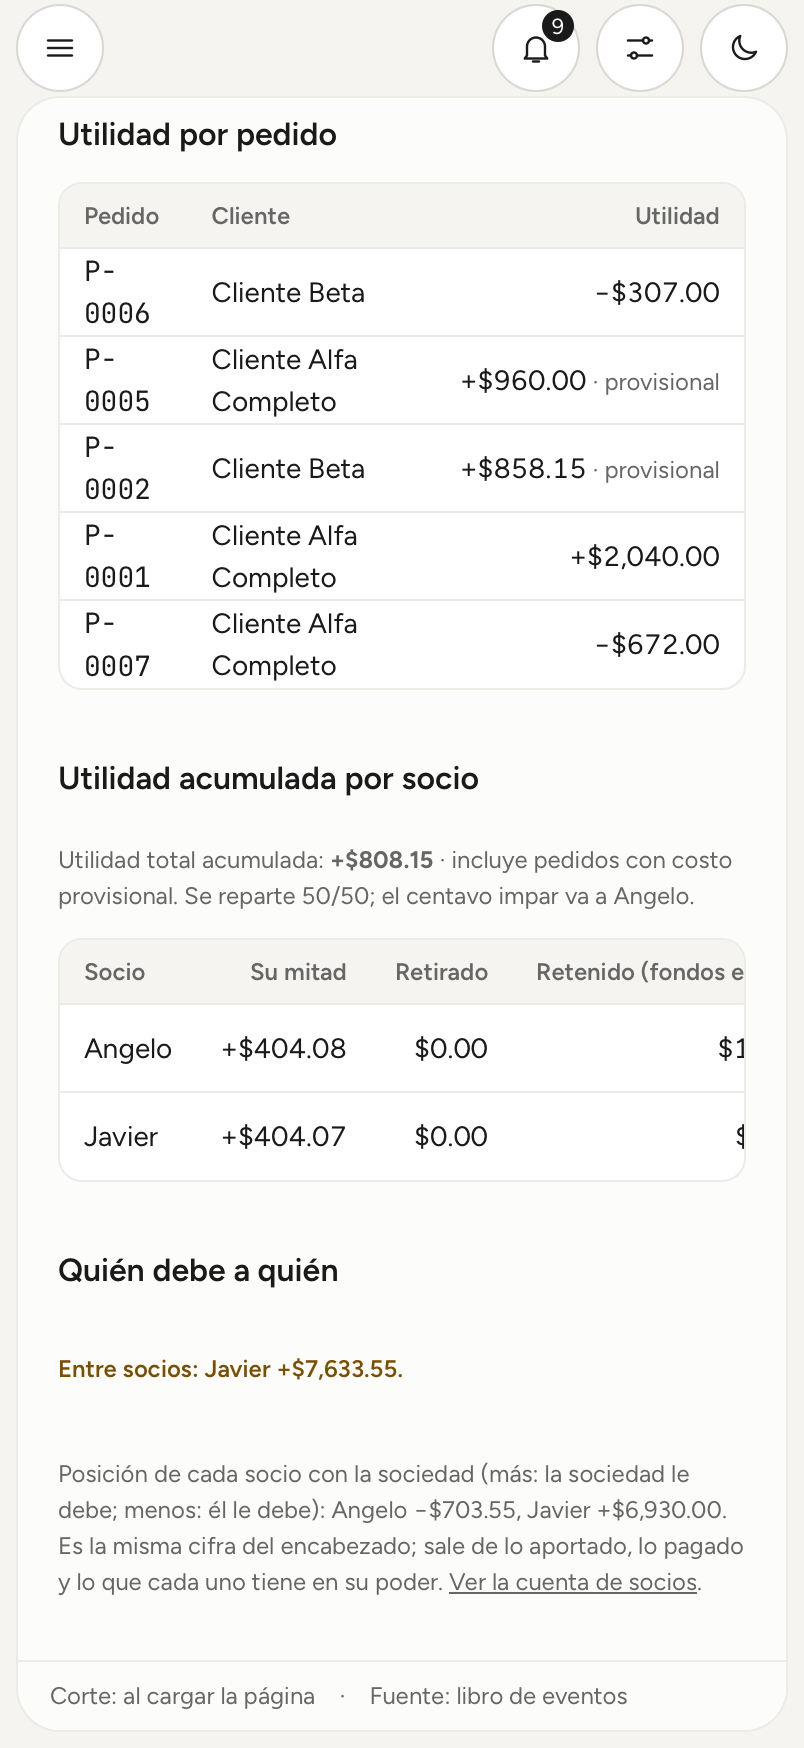 9
Utilidad por pedido
Pedido Cliente Utilidad
P-
0006
Cliente Beta
−$307.00
P-
0005
Cliente Alfa
Completo
+$960.00 · provisional
P-
0002
Cliente Beta
+$858.15 · provisional
P-
0001
Cliente Alfa
Completo
+$2,040.00
P-
0007
Cliente Alfa
Completo
−$672.00
Utilidad acumulada por socio
Utilidad total acumulada: +$808.15 · incluye pedidos con costo
provisional. Se reparte 50/50; el centavo impar va a Angelo.
Socio Su mitad Retirado Retenido (fondos e
Angelo +$404.08 $0.00 $1
Javier +$404.07 $0.00 $
Quién debe a quién
Entre socios: Javier +$7,633.55.
Posición de cada socio con la sociedad (más: la sociedad le
debe; menos: él le debe): Angelo −$703.55, Javier +$6,930.00.
Es la misma cifra del encabezado; sale de lo aportado, lo pagado
y lo que cada uno tiene en su poder. Ver la cuenta de socios.
Corte: al cargar la página · Fuente: libro de eventos